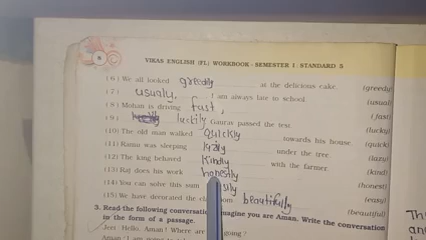 VIKAS ENGLISH (FL) WORKBOOK - SEMESTER I : STANDARD 5
(6) We all looked greedily at the delicious cake. (greedy)
(7) usually, I am always late to school. (usual)
(8) Mohan is driving fast, (fast)
(9) luckily Gaurav passed the test. (lucky)
(10) The old man walked quickly towards his house (quick)
(11) Ramu was sleeping lazily under the tree. (lazy)
(12) The king behaved kindly with the farmer. (kind)
(13) Raj does his work honestly (honest)
(14) You can solve this sum (easy)
(15) We have decorated the beautifully (beautiful)
3. Read the following conversation. Imagine you are Aman. Write the conversation
in the form of a passage.
Jeet : Hello, Aman! Where are going ?
Th
an